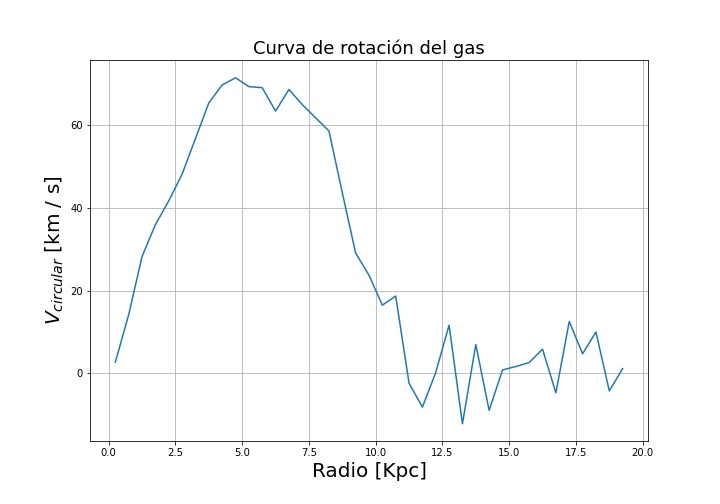 Curva de rotación del gas
V_circular [km / s]
60
40
20
0
0.0 2.5 5.0 7.5 10.0 12.5 15.0 17.5 20.0
Radio [Kpc]